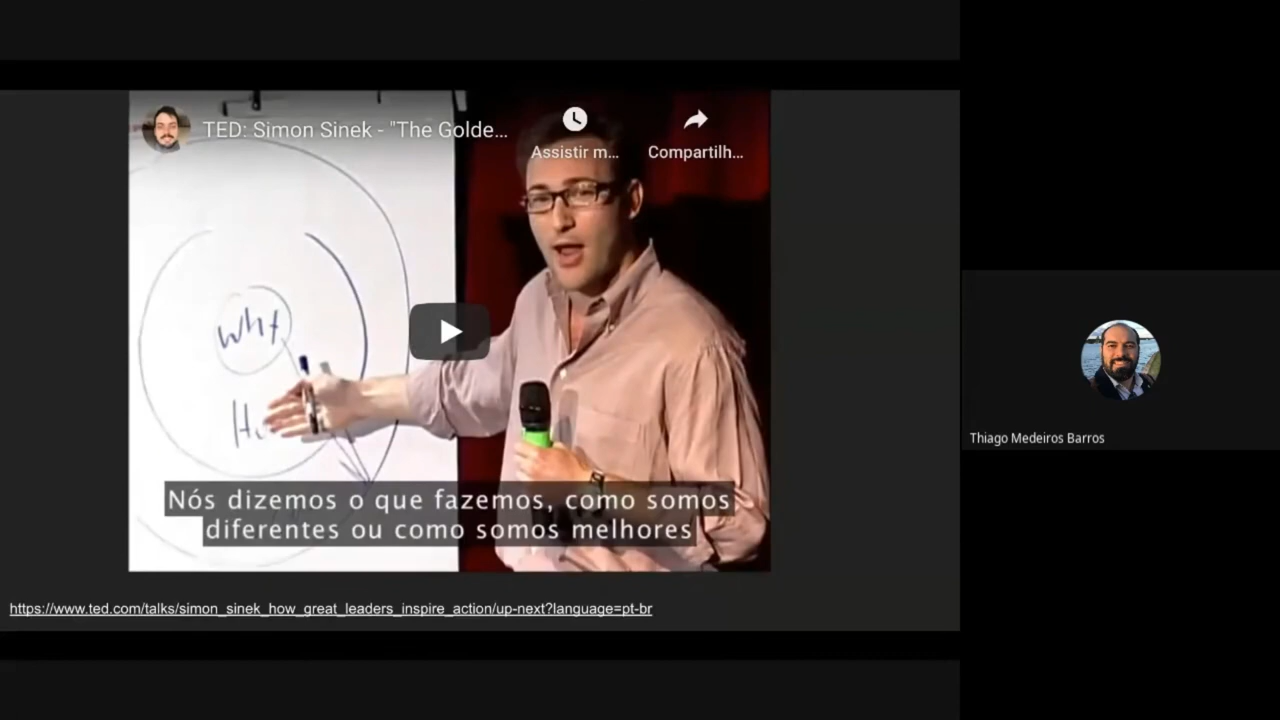 TED: Simon Sinek - "The Golde...
Assistir m...
Compartilh...
Why
Nós dizemos o que fazemos, como somos
diferentes ou como somos melhores
https://www.ted.com/talks/simon_sinek_how_great_leaders_inspire_action/up-next?language=pt-br
Thiago Medeiros Barros